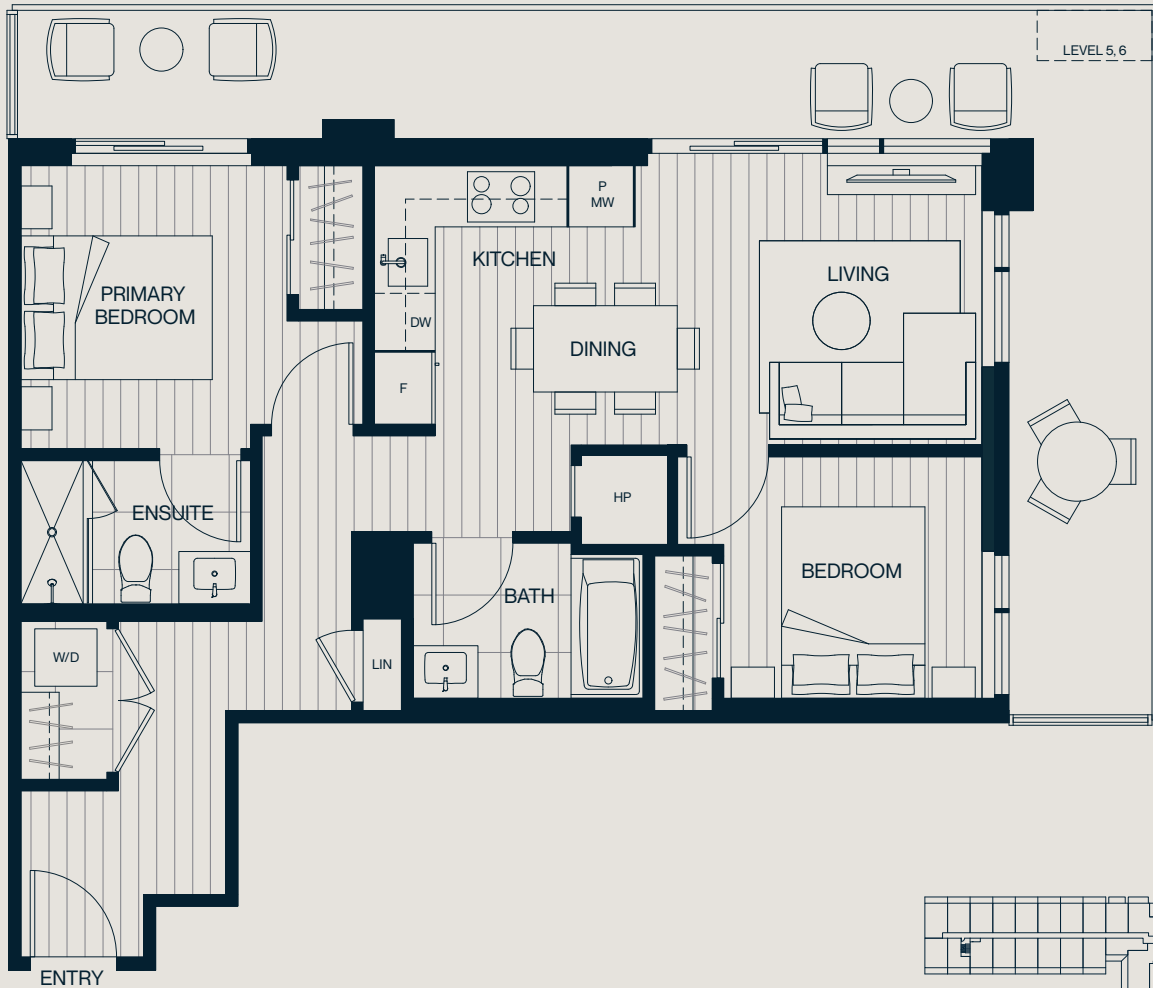 LEVEL 5, 6
P
MW
KITCHEN
LIVING
PRIMARY
BEDROOM
DW
DINING
F
HP
ENSUITE
BEDROOM
BATH
W/D
LIN
ENTRY